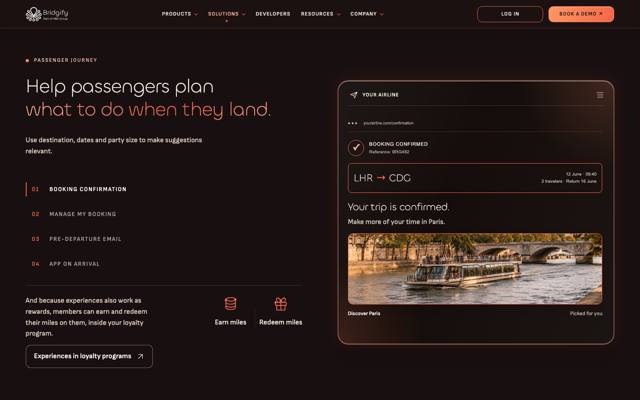 Bridgify
PRODUCTS
SOLUTIONS
DEVELOPERS
RESOURCES
COMPANY
LOG IN
BOOK A DEMO ↗
PASSENGER JOURNEY
Help passengers plan
what to do when they land.
Use destination, dates and party size to make suggestions
relevant.
01 BOOKING CONFIRMATION
02 MANAGE MY BOOKING
03 PRE-DEPARTURE EMAIL
04 APP ON ARRIVAL
And because experiences also work as
rewards, members can earn and redeem
their miles on them, inside your loyalty
program.
Earn miles
Redeem miles
Experiences in loyalty programs ↗
YOUR AIRLINE
yourairline.com/confirmation
BOOKING CONFIRMED
Reference: BRG482
LHR → CDG
12 June · 09:40
2 travelers · Return 16 June
Your trip is confirmed.
Make more of your time in Paris.
Discover Paris
Picked for you